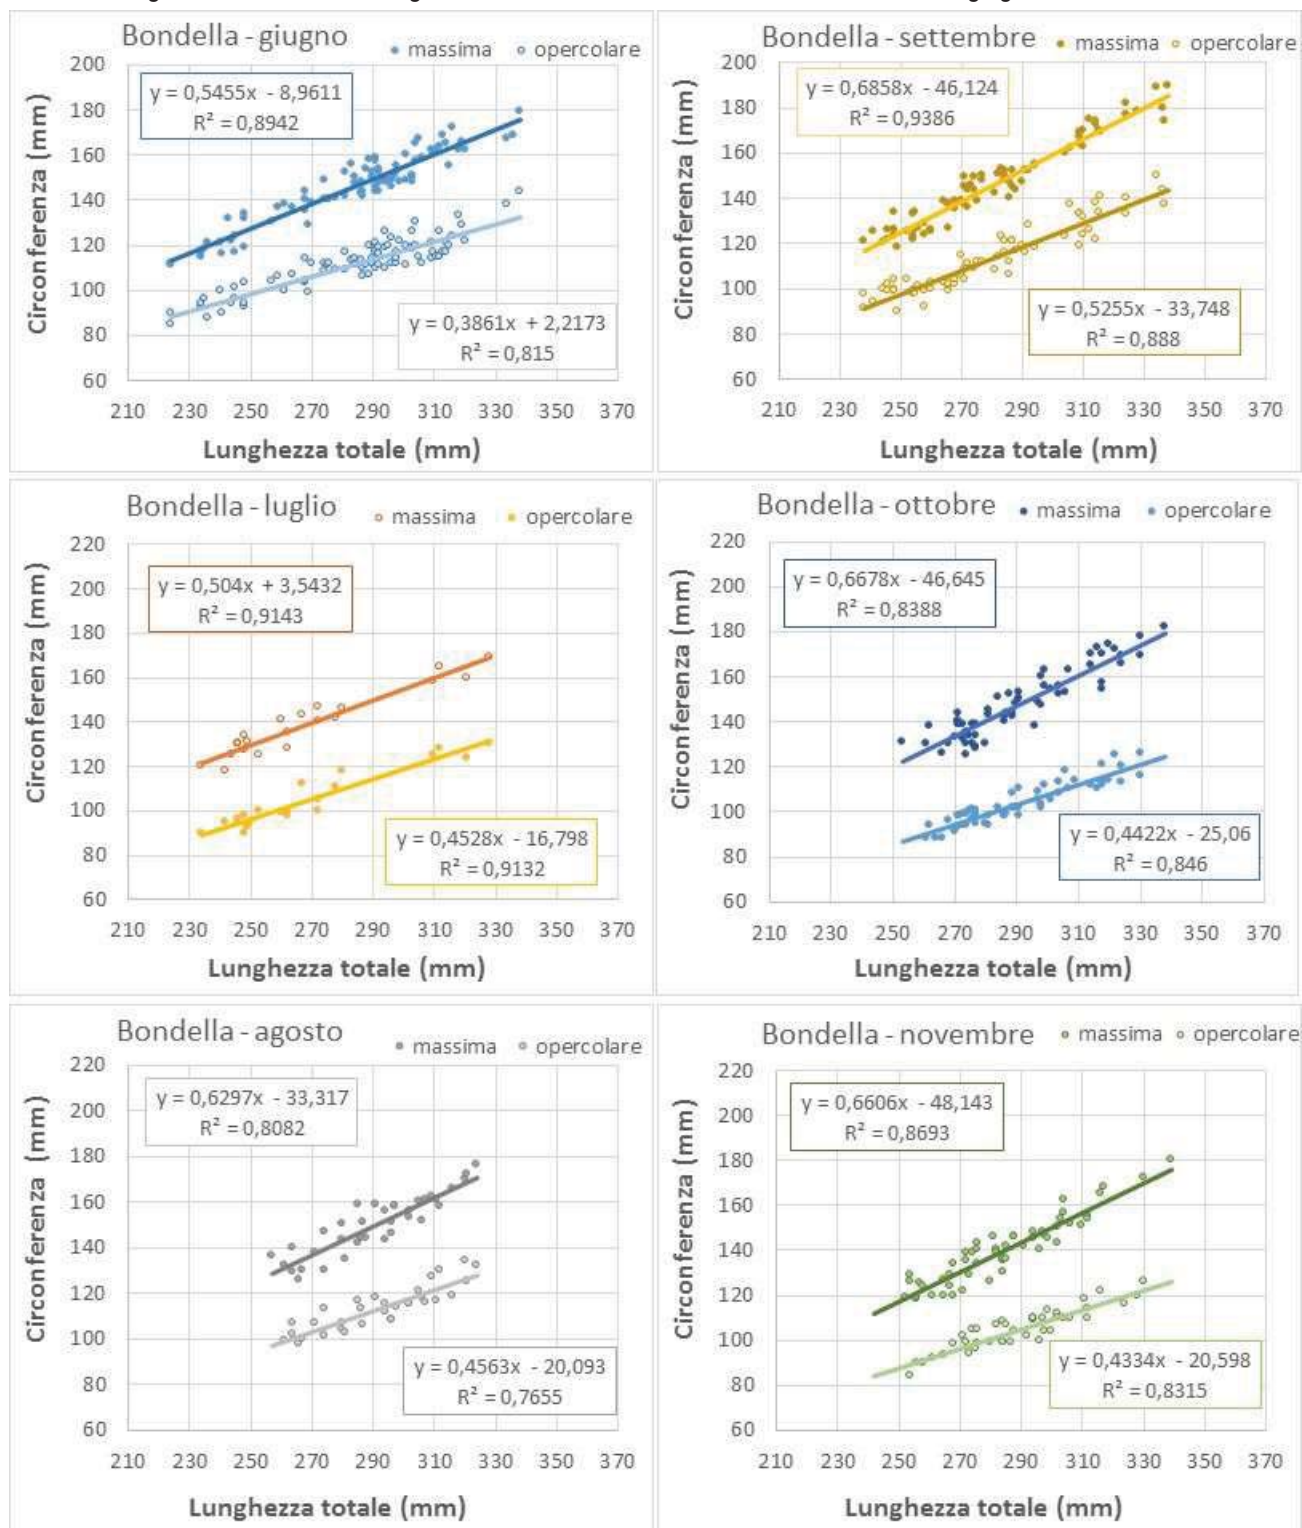 Bondella - giugno
massima
opercolare
200
180
160
140
120
100
80
60
y = 0,5455x - 8,9611
R² = 0,8942
y = 0,3861x + 2,2173
R² = 0,815
210 230 250 270 290 310 330 350 370
Circonferenza (mm)
Lunghezza totale (mm)
Bondella - settembre
massima
opercolare
200
180
160
140
120
100
80
60
y = 0,6858x - 46,124
R² = 0,9386
y = 0,5255x - 33,748
R² = 0,888
210 230 250 270 290 310 330 350 370
Circonferenza (mm)
Lunghezza totale (mm)
Bondella - luglio
massima
opercolare
220
200
180
160
140
120
100
80
60
y = 0,504x + 3,5432
R² = 0,9143
y = 0,4528x - 16,798
R² = 0,9132
210 230 250 270 290 310 330 350 370
Circonferenza (mm)
Lunghezza totale (mm)
Bondella - ottobre
massima
opercolare
220
200
180
160
140
120
100
80
60
y = 0,6678x - 46,645
R² = 0,8388
y = 0,4422x - 25,06
R² = 0,846
210 230 250 270 290 310 330 350 370
Circonferenza (mm)
Lunghezza totale (mm)
Bondella - agosto
massima
opercolare
220
200
180
160
140
120
100
80
60
y = 0,6297x - 33,317
R² = 0,8082
y = 0,4563x - 20,093
R² = 0,7655
210 230 250 270 290 310 330 350 370
Circonferenza (mm)
Lunghezza totale (mm)
Bondella - novembre
massima
opercolare
220
200
180
160
140
120
100
80
60
y = 0,6606x - 48,143
R² = 0,8693
y = 0,4334x - 20,598
R² = 0,8315
210 230 250 270 290 310 330 350 370
Circonferenza (mm)
Lunghezza totale (mm)